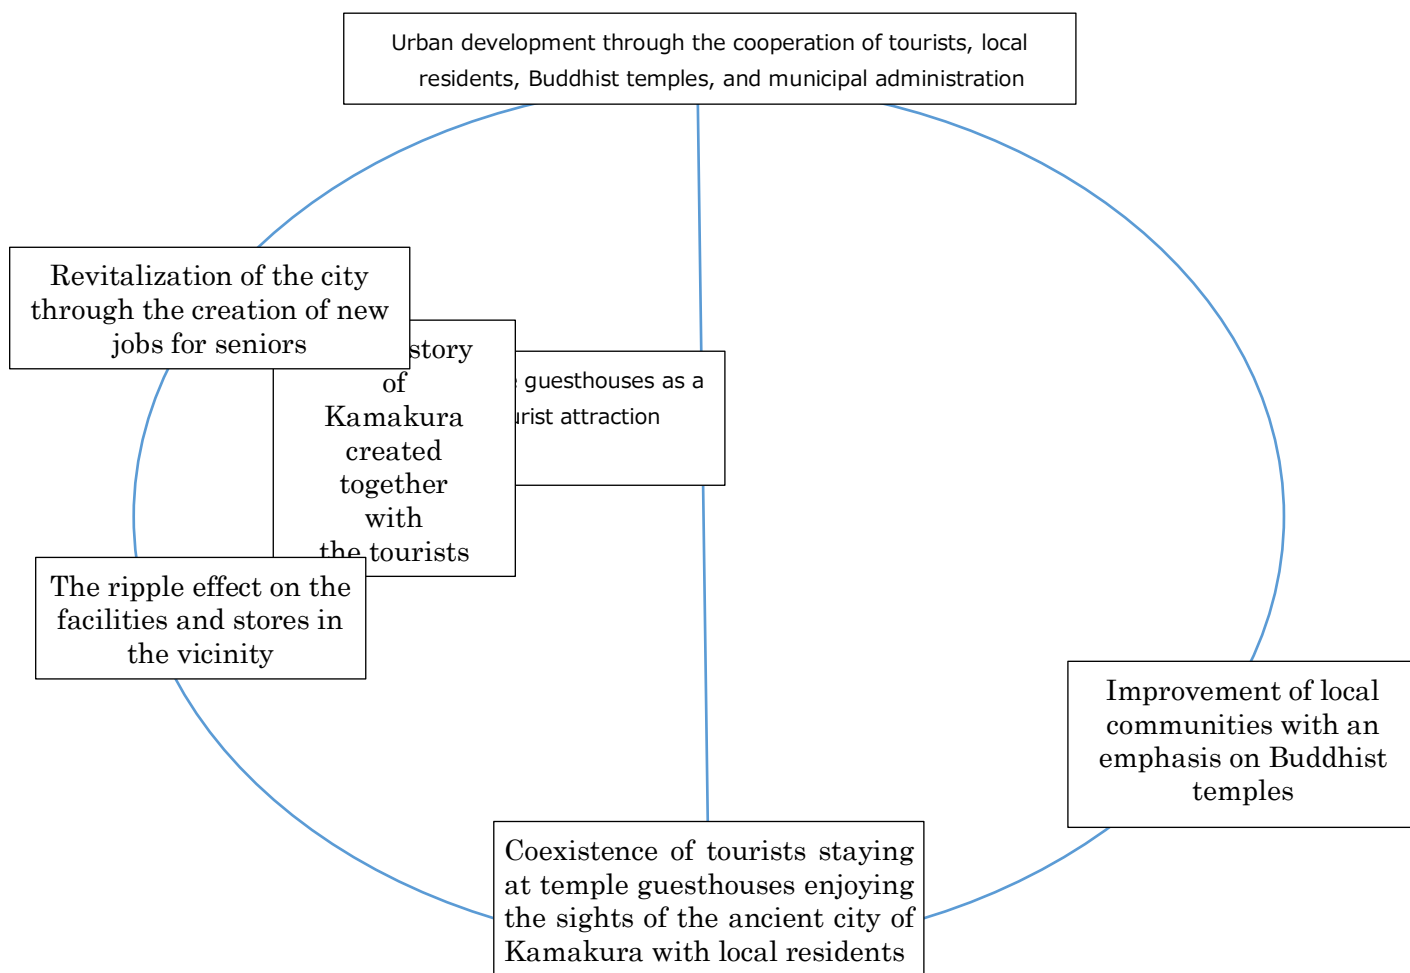 Urban development through the cooperation of tourists, local
residents, Buddhist temples, and municipal administration
Revitalization of the city
through the creation of new
jobs for seniors
story
of
Kamakura
created
together
with
the tourists
guesthouses as a
attraction
The ripple effect on the
facilities and stores in
the vicinity
Improvement of local
communities with an
emphasis on Buddhist
temples
Coexistence of tourists staying
at temple guesthouses enjoying
the sights of the ancient city of
Kamakura with local residents